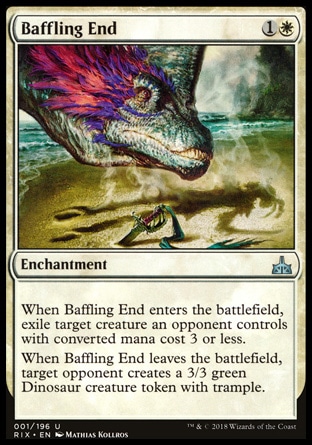 Baffling End 1
Enchantment
When Baffling End enters the battlefield,
exile target creature an opponent controls
with converted mana cost 3 or less.
When Baffling End leaves the battlefield,
target opponent creates a 3/3 green
Dinosaur creature token with trample.
001/196 U
RIX • EN Mathias Kollros
™ & © 2018 Wizards of the Coast